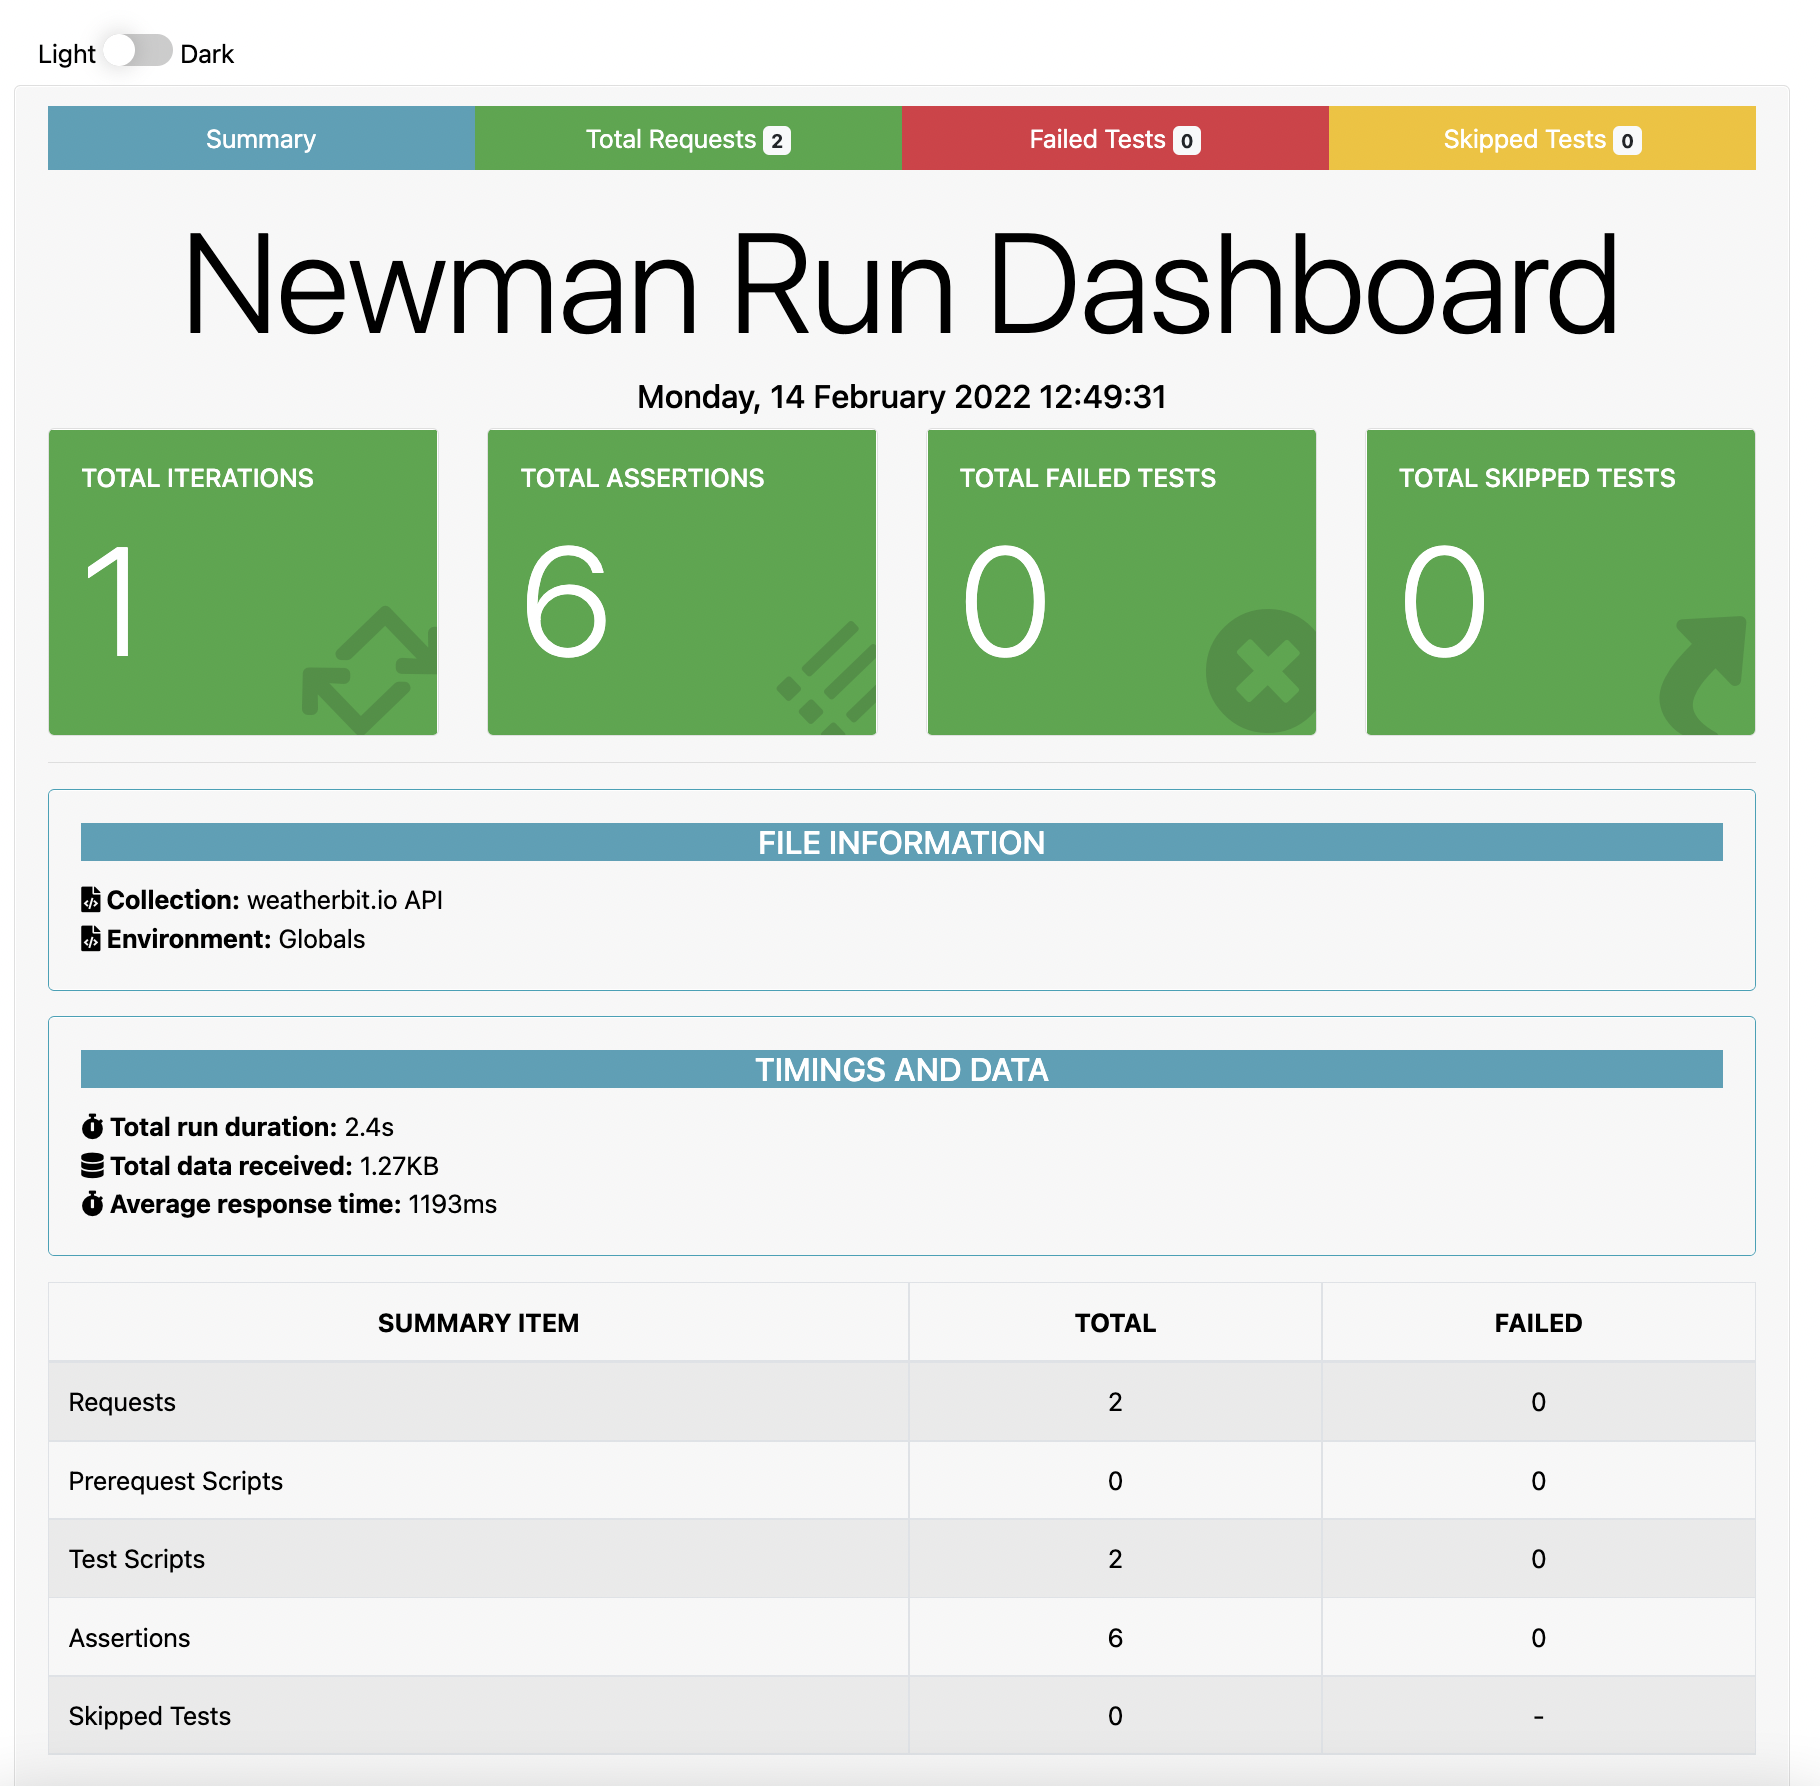 Light Dark
Summary Total Requests 2 Failed Tests 0 Skipped Tests 0
Newman Run Dashboard
Monday, 14 February 2022 12:49:31
TOTAL ITERATIONS TOTAL ASSERTIONS TOTAL FAILED TESTS TOTAL SKIPPED TESTS
1 6 0 0
FILE INFORMATION
Collection: weatherbit.io API
Environment: Globals
TIMINGS AND DATA
Total run duration: 2.4s
Total data received: 1.27KB
Average response time: 1193ms
SUMMARY ITEM TOTAL FAILED
Requests 2 0
Prerequest Scripts 0 0
Test Scripts 2 0
Assertions 6 0
Skipped Tests 0 -